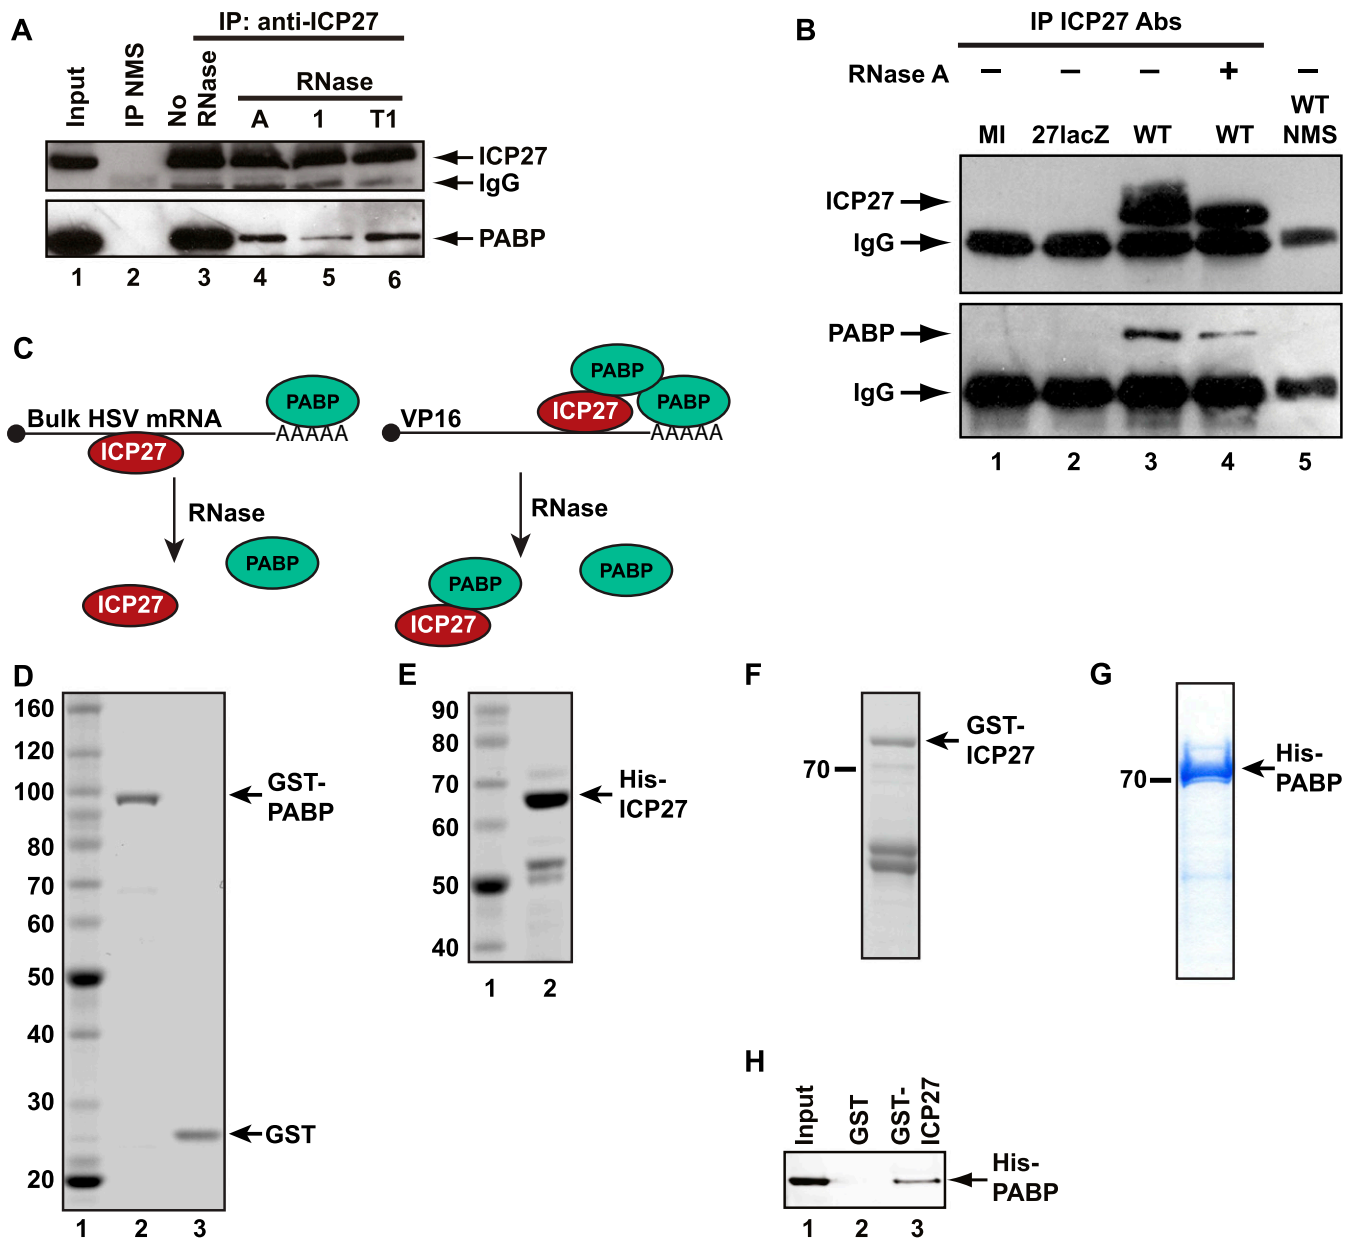 A
IP: anti-ICP27
Input
IP NMS
No
RNase
RNase
A
1
T1
ICP27
IgG
PABP
1
2
3
4
5
6
B
IP ICP27 Abs
RNase A
–
–
–
+
–
MI
27lacZ
WT
WT
WT
NMS
ICP27
IgG
PABP
IgG
1
2
3
4
5
C
PABP
Bulk HSV mRNA
AAAAA
ICP27
RNase
PABP
ICP27
PABP
ICP27
PABP
VP16
AAAAA
RNase
PABP
PABP
ICP27
D
160
120
100
80
70
60
50
40
30
20
GST-
PABP
GST
1
2
3
E
90
80
70
60
50
40
His-
ICP27
1
2
F
GST-
ICP27
70
G
His-
PABP
70
H
Input
GST
GST-
ICP27
His-
PABP
1
2
3